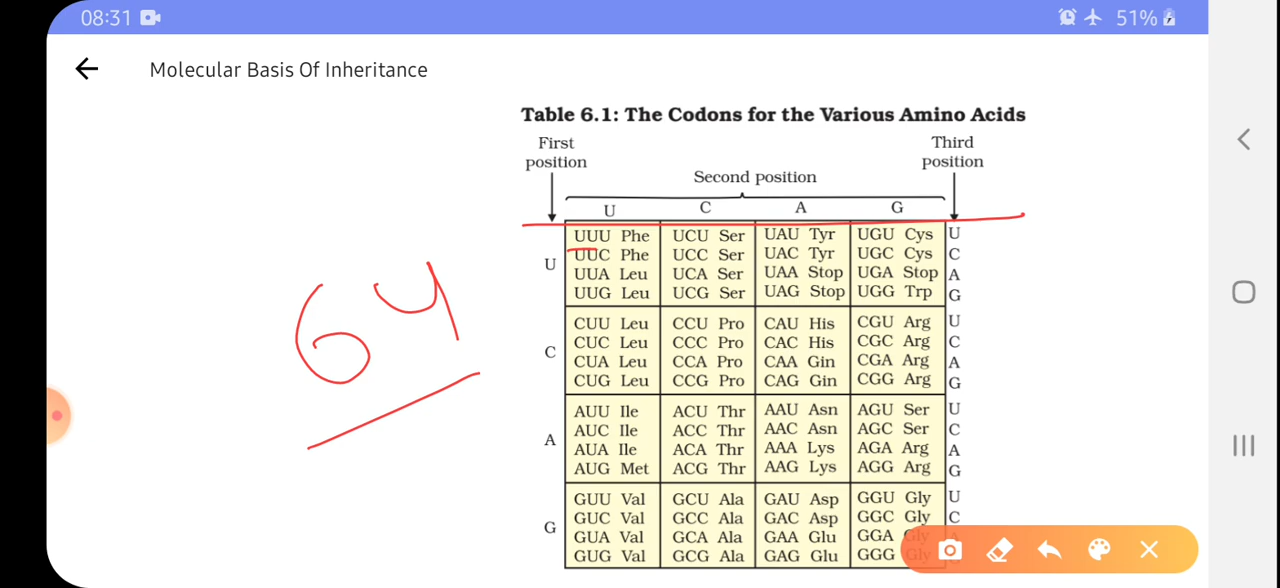 08:31
51%
Molecular Basis Of Inheritance
Table 6.1: The Codons for the Various Amino Acids
First position
Third position
Second position
U C A G
U
UUU Phe UCU Ser UAU Tyr UGU Cys U
UUC Phe UCC Ser UAC Tyr UGC Cys C
UUA Leu UCA Ser UAA Stop UGA Stop A
UUG Leu UCG Ser UAG Stop UGG Trp G
64
C
CUU Leu CCU Pro CAU His CGU Arg U
CUC Leu CCC Pro CAC His CGC Arg C
CUA Leu CCA Pro CAA Gin CGA Arg A
CUG Leu CCG Pro CAG Gin CGG Arg G
A
AUU Ile ACU Thr AAU Asn AGU Ser U
AUC Ile ACC Thr AAC Asn AGC Ser C
AUA Ile ACA Thr AAA Lys AGA Arg A
AUG Met ACG Thr AAG Lys AGG Arg G
G
GUU Val GCU Ala GAU Asp GGU Gly U
GUC Val GCC Ala GAC Asp GGC Gly C
GUA Val GCA Ala GAA Glu GGA Gly
GUG Val GCG Ala GAG Glu GGG Gly